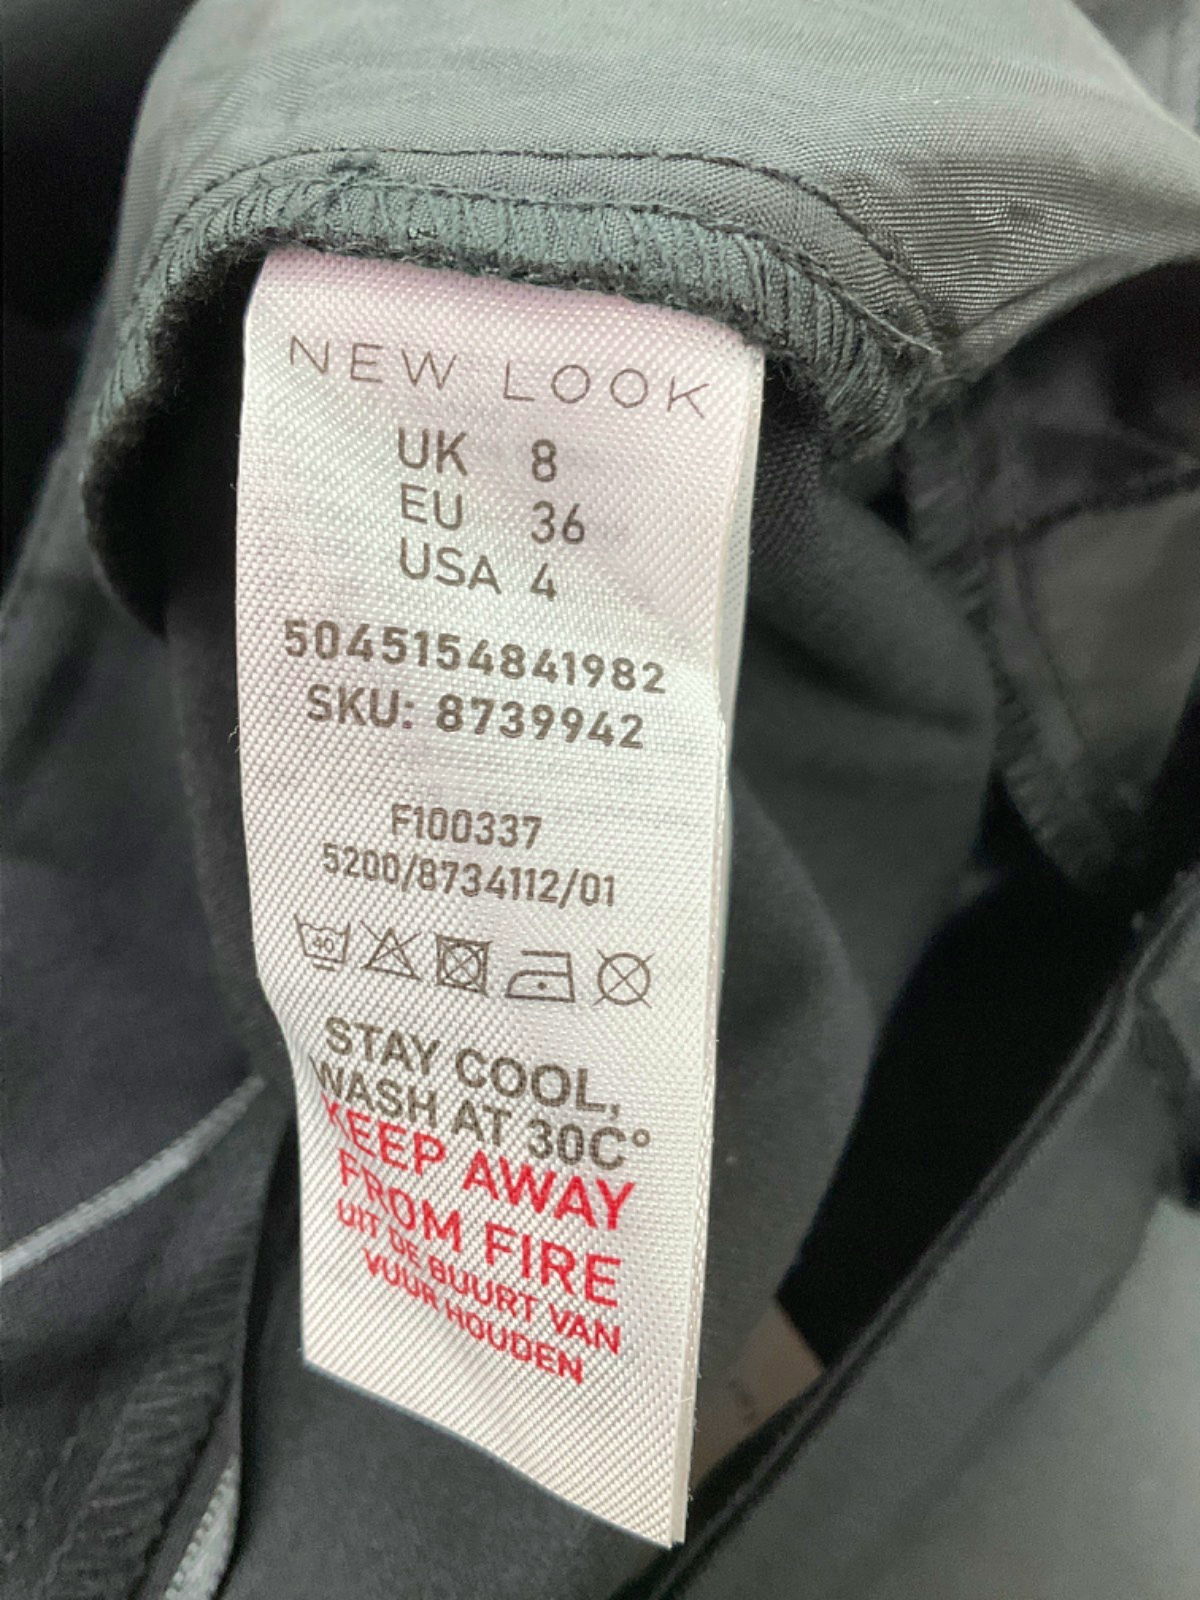 NEW LOOK
UK 8
EU 36
USA 4
5045154841982
SKU: 8739942
F100337
5200/8734112/01
40
STAY COOL,
WASH AT 30C°
KEEP AWAY
FROM FIRE
UIT DE BUURT VAN
VUUR HOUDEN